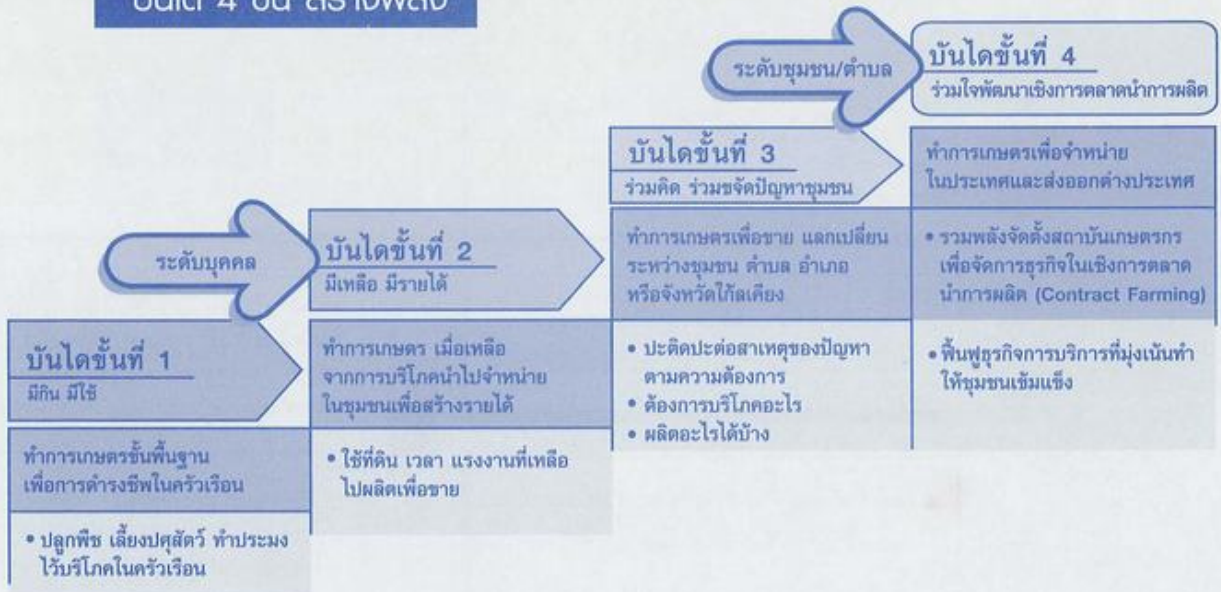 บันได 4 ขั้น สร้างพลัง
ระดับชุมชน/ตำบล
บันไดขั้นที่ 4
ร่วมใจพัฒนาเชิงการตลาดนำการผลิต
ทำการเกษตรเพื่อจำหน่าย
ในประเทศและส่งออกต่างประเทศ
• รวมพลังจัดตั้งสถาบันเกษตรกร
เพื่อจัดการธุรกิจในเชิงการตลาด
นำการผลิต (Contract Farming)
• ฟื้นฟูธุรกิจการบริการที่มุ่งเน้นทำ
ให้ชุมชนเข้มแข็ง
บันไดขั้นที่ 3
ร่วมคิด ร่วมขจัดปัญหาชุมชน
ทำการเกษตรเพื่อขาย แลกเปลี่ยน
ระหว่างชุมชน ตำบล อำเภอ
หรือจังหวัดใก้ลเคียง
• ปะติดปะต่อสาเหตุของปัญหา
ตามความต้องการ
• ต้องการบริโภคอะไร
• ผลิตอะไรได้บ้าง
ระดับบุคคล
บันไดขั้นที่ 2
มีเหลือ มีรายได้
ทำการเกษตร เมื่อเหลือ
จากการบริโภคนำไปจำหน่าย
ในชุมชนเพื่อสร้างรายได้
• ใช้ที่ดิน เวลา แรงงานที่เหลือ
ไปผลิตเพื่อขาย
บันไดขั้นที่ 1
มีกิน มีใช้
ทำการเกษตรขั้นพื้นฐาน
เพื่อการดำรงชีพในครัวเรือน
• ปลูกพืช เลี้ยงปศุสัตว์ ทำประมง
ไว้บริโภคในครัวเรือน